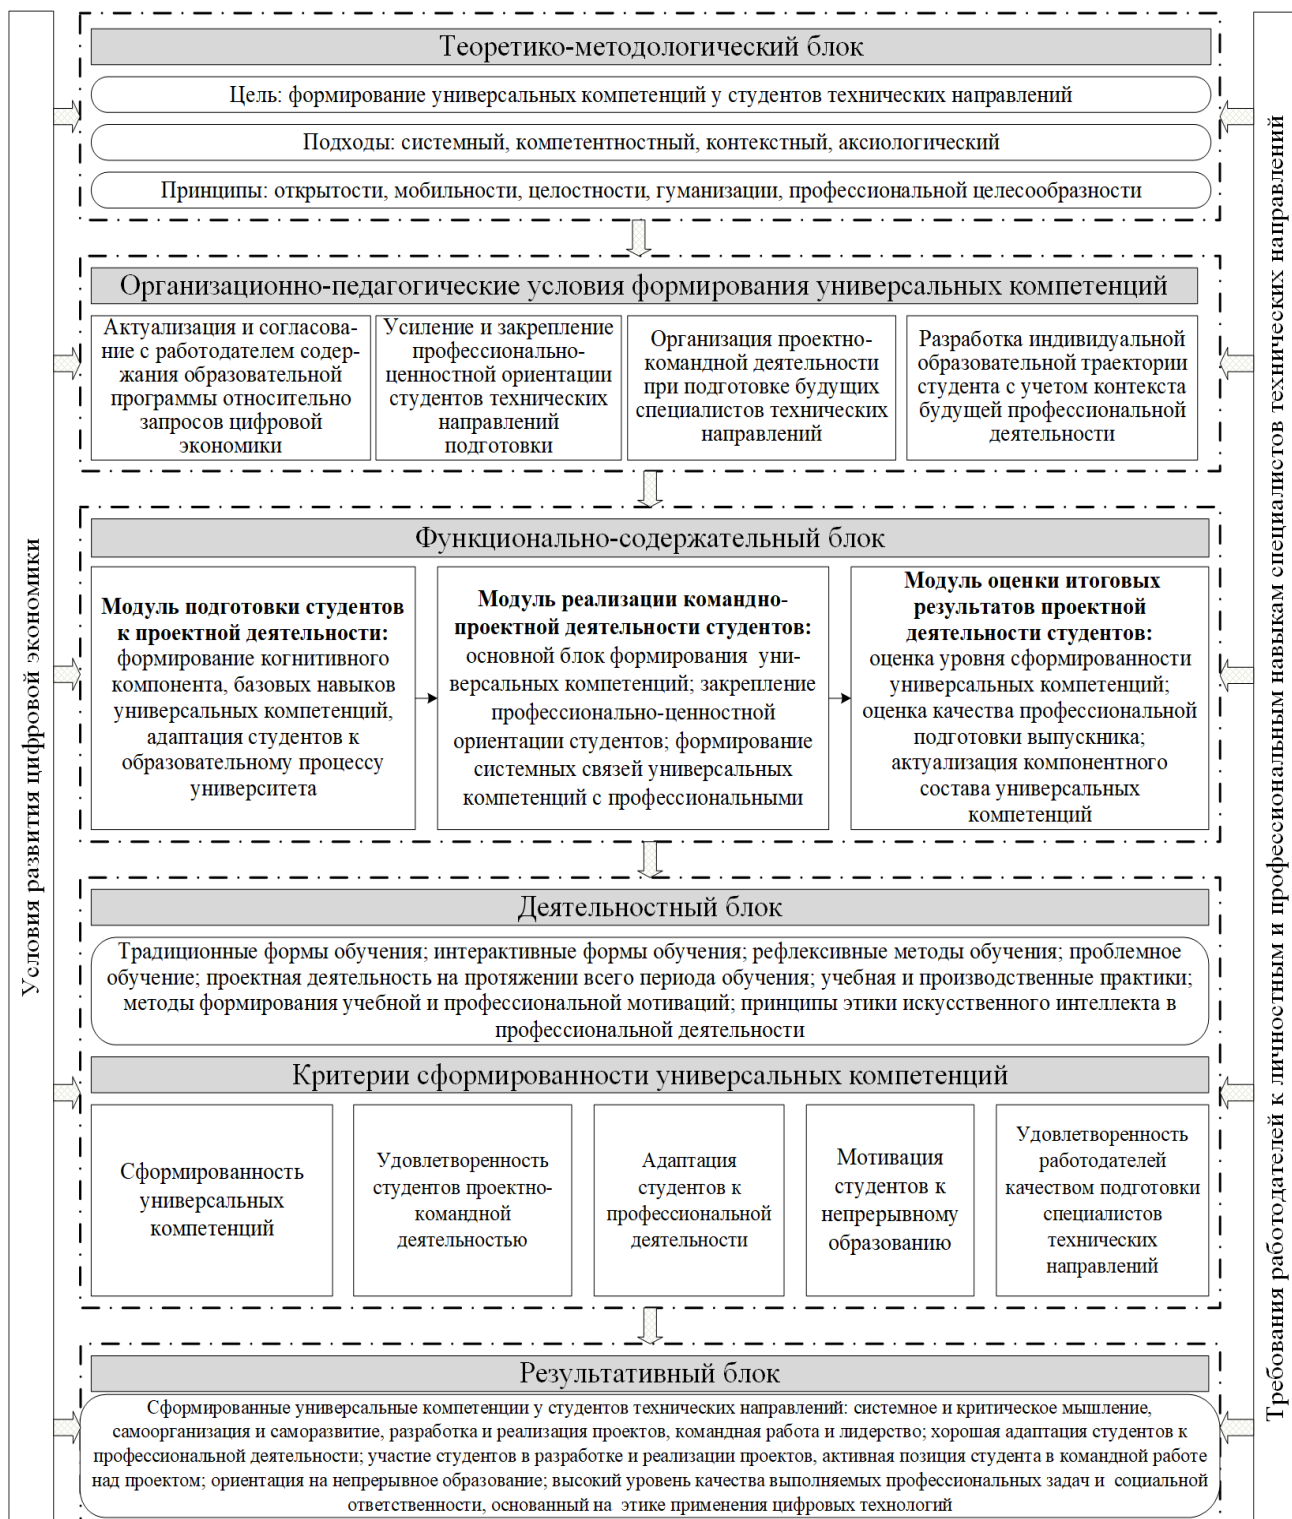 Условия развития цифровой экономики
Теоретико-методологический блок
Цель: формирование универсальных компетенций у студентов технических направлений
Подходы: системный, компетентностный, контекстный, аксиологический
Принципы: открытости, мобильности, целостности, гуманизации, профессиональной целесообразности
Организационно-педагогические условия формирования универсальных компетенций
Актуализация и согласова-
ние с работодателем содер-
жания образовательной
программы относительно
запросов цифровой
экономики
Усиление и закрепление
профессионально-
ценностной ориентации
студентов технических
направлений
подготовки
Организация проектно-
командной деятельности
при подготовке будущих
специалистов технических
направлений
Разработка индивидуальной
образовательной траектории
студента с учетом контекста
будущей профессиональной
деятельности
Функционально-содержательный блок
Модуль подготовки студентов
к проектной деятельности:
формирование когнитивного
компонента, базовых навыков
универсальных компетенций,
адаптация студентов к
образовательному процессу
университета
Модуль реализации командно-
проектной деятельности студентов:
основной блок формирования уни-
версальных компетенций; закрепление
профессионально-ценностной
ориентации студентов; формирование
системных связей универсальных
компетенций с профессиональными
Модуль оценки итоговых
результатов проектной
деятельности студентов:
оценка уровня сформированности
универсальных компетенций;
оценка качества профессиональной
подготовки выпускника;
актуализация компонентного
состава универсальных
компетенций
Деятельностный блок
Традиционные формы обучения; интерактивные формы обучения; рефлексивные методы обучения; проблемное
обучение; проектная деятельность на протяжении всего периода обучения; учебная и производственные практики;
методы формирования учебной и профессиональной мотиваций; принципы этики искусственного интеллекта в
профессиональной деятельности
Критерии сформированности универсальных компетенций
Сформированность
универсальных
компетенций
Удовлетворенность
студентов проектно-
командной
деятельностью
Адаптация
студентов к
профессиональной
деятельности
Мотивация
студентов к
непрерывному
образованию
Удовлетворенность
работодателей
качеством подготовки
специалистов
технических
направлений
Результативный блок
Сформированные универсальные компетенции у студентов технических направлений: системное и критическое мышление,
самоорганизация и саморазвитие, разработка и реализация проектов, командная работа и лидерство; хорошая адаптация студентов к
профессиональной деятельности; участие студентов в разработке и реализации проектов, активная позиция студента в командной работе
над проектом; ориентация на непрерывное образование; высокий уровень качества выполняемых профессиональных задач и социальной
ответственности, основанный на этике применения цифровых технологий
Требования работодателей к личностным и профессиональным навыкам специалистов технических направлений